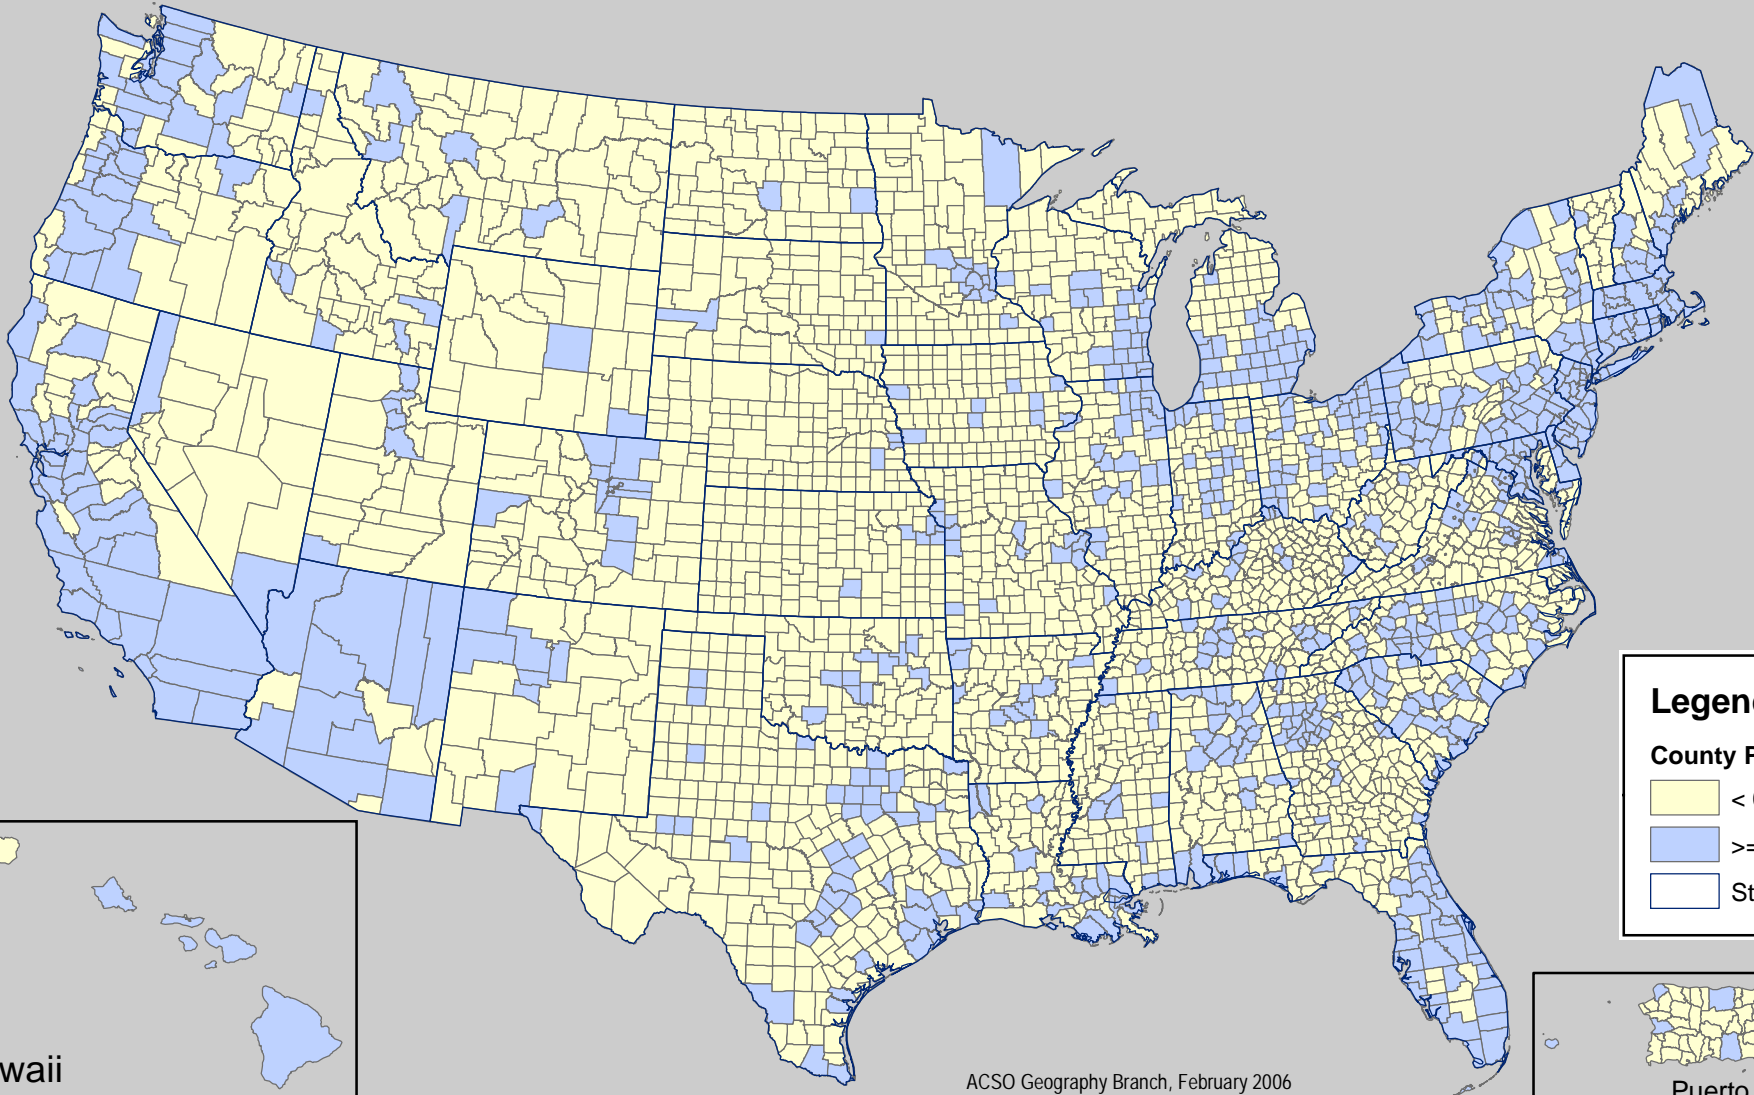 Legen
County P
<
>=
St
waii
ACSO Geography Branch, February 2006
Puerto